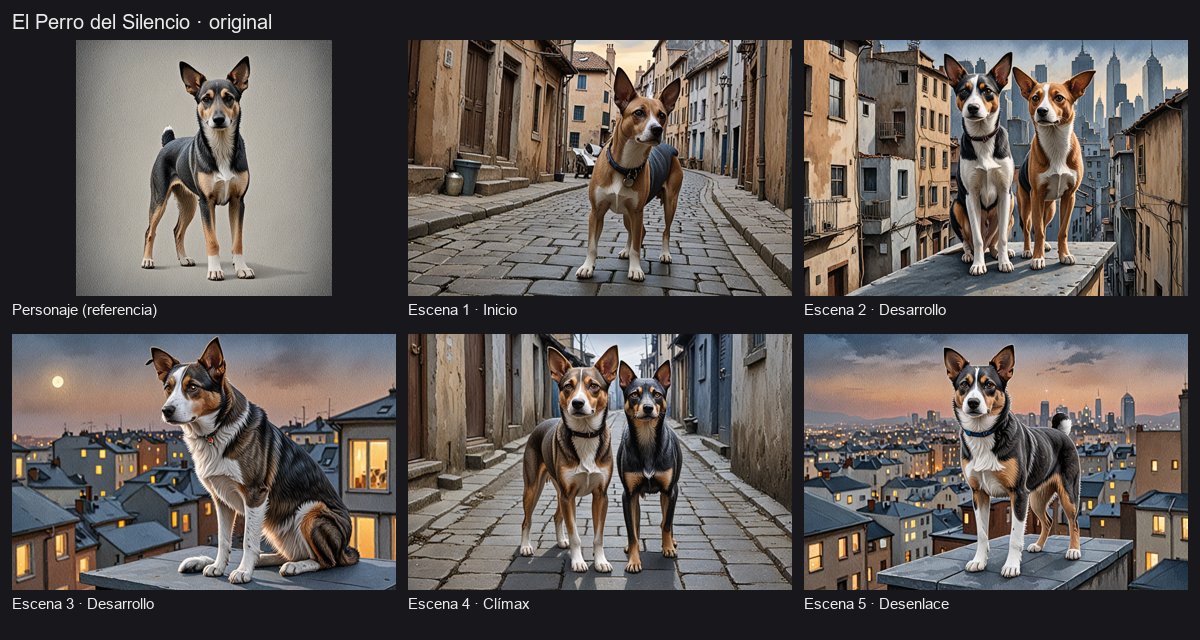 El Perro del Silencio · original
Personaje (referencia)
Escena 1 · Inicio
Escena 2 · Desarrollo
Escena 3 · Desarrollo
Escena 4 · Clímax
Escena 5 · Desenlace